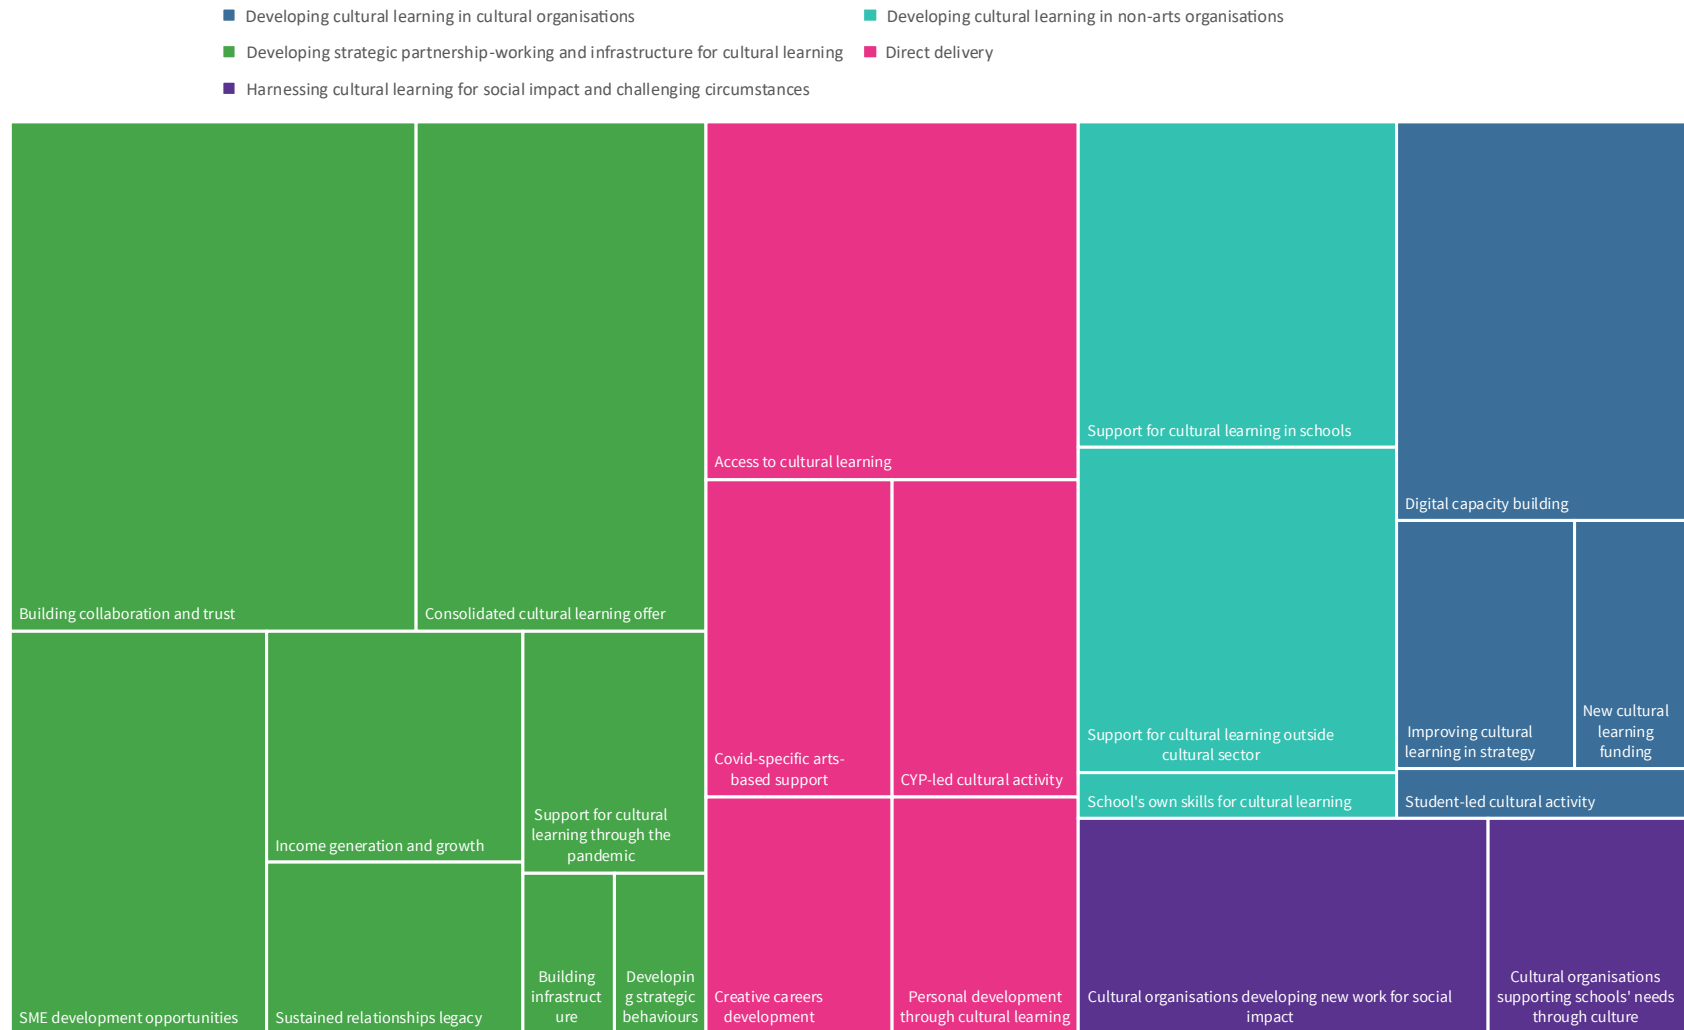 Developing cultural learning in cultural organisations
Developing cultural learning in non-arts organisations
Developing strategic partnership-working and infrastructure for cultural learning
Direct delivery
Harnessing cultural learning for social impact and challenging circumstances
Building collaboration and trust
Consolidated cultural learning offer
SME development opportunities
Income generation and growth
Sustained relationships legacy
Support for cultural
learning through the
pandemic
Building
infrastruct
ure
Developin
g strategic
behaviours
Access to cultural learning
Covid-specific arts-
based support
CYP-led cultural activity
Creative careers
development
Personal development
through cultural learning
Support for cultural learning in schools
Support for cultural learning outside
cultural sector
School's own skills for cultural learning
Digital capacity building
Improving cultural
learning in strategy
New cultural
learning
funding
Student-led cultural activity
Cultural organisations developing new work for social
impact
Cultural organisations
supporting schools' needs
through culture